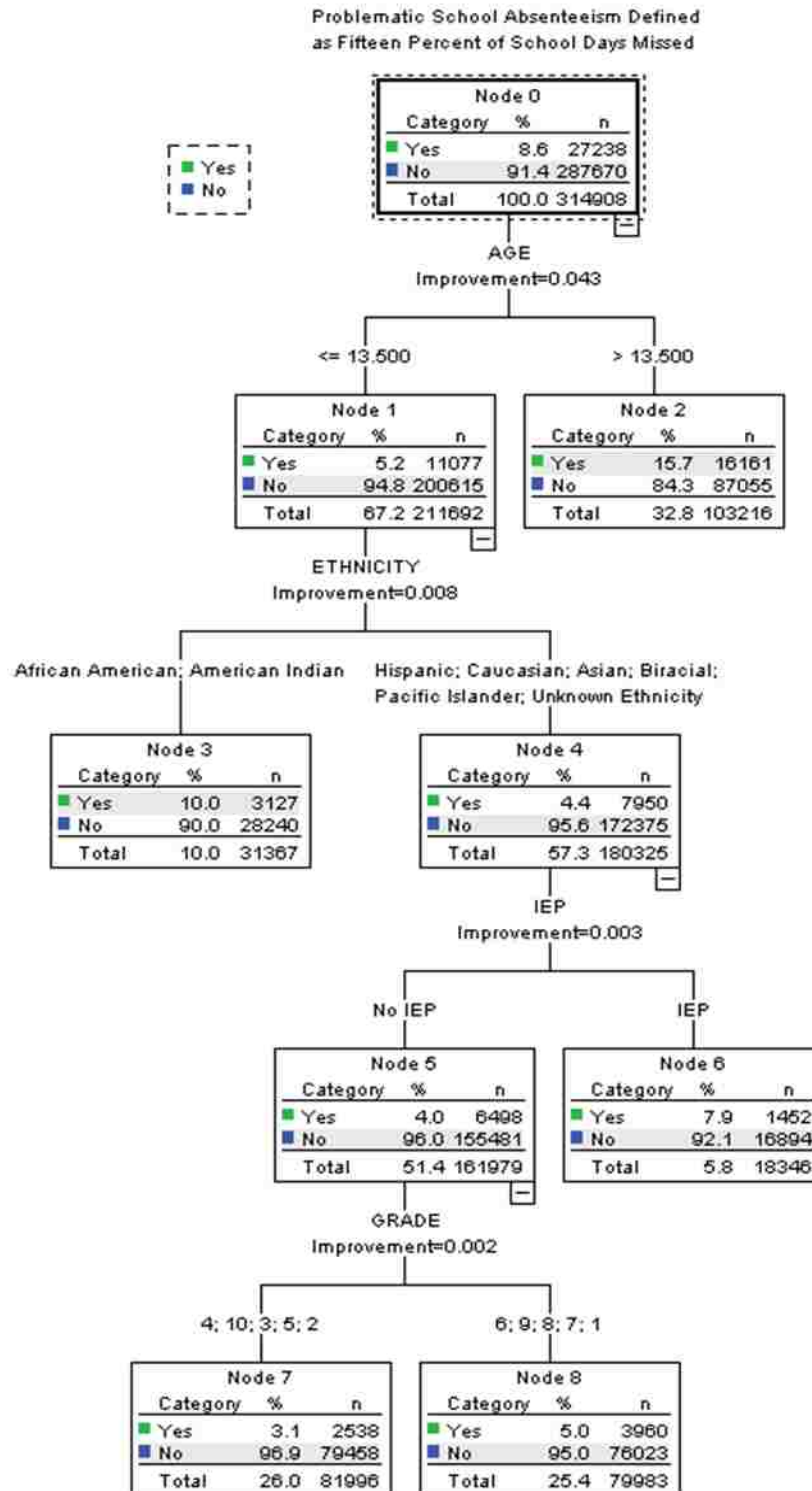 Problematic School Absenteeism Defined
as Fifteen Percent of School Days Missed
Yes
No
Node 0
Category % n
Yes 8.6 27238
No 91.4 287670
Total 100.0 314908
AGE
Improvement=0.043
<= 13.500 > 13.500
Node 1
Category % n
Yes 5.2 11077
No 94.8 200615
Total 67.2 211692
Node 2
Category % n
Yes 15.7 16161
No 84.3 87055
Total 32.8 103216
ETHNICITY
Improvement=0.008
African American; American Indian
Hispanic; Caucasian; Asian; Biracial;
Pacific Islander; Unknown Ethnicity
Node 3
Category % n
Yes 10.0 3127
No 90.0 28240
Total 10.0 31367
Node 4
Category % n
Yes 4.4 7950
No 95.6 172375
Total 57.3 180325
IEP
Improvement=0.003
No IEP IEP
Node 5
Category % n
Yes 4.0 6498
No 96.0 155481
Total 51.4 161979
Node 6
Category % n
Yes 7.9 1452
No 92.1 16894
Total 5.8 18346
GRADE
Improvement=0.002
4; 10; 3; 5; 2 6; 9; 8; 7; 1
Node 7
Category % n
Yes 3.1 2538
No 96.9 79458
Total 26.0 81996
Node 8
Category % n
Yes 5.0 3960
No 95.0 76023
Total 25.4 79983